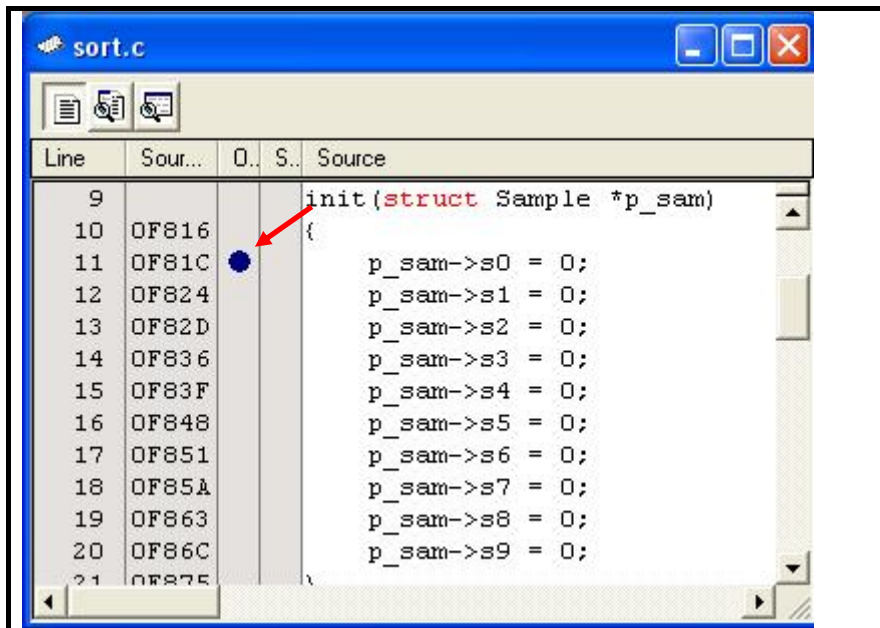 sort.c
Line Sour... O.. S.. Source
9 init(struct Sample *p_sam)
10 0F816 {
11 0F81C p_sam->s0 = 0;
12 0F824 p_sam->s1 = 0;
13 0F82D p_sam->s2 = 0;
14 0F836 p_sam->s3 = 0;
15 0F83F p_sam->s4 = 0;
16 0F848 p_sam->s5 = 0;
17 0F851 p_sam->s6 = 0;
18 0F85A p_sam->s7 = 0;
19 0F863 p_sam->s8 = 0;
20 0F86C p_sam->s9 = 0;
21 0F875 }